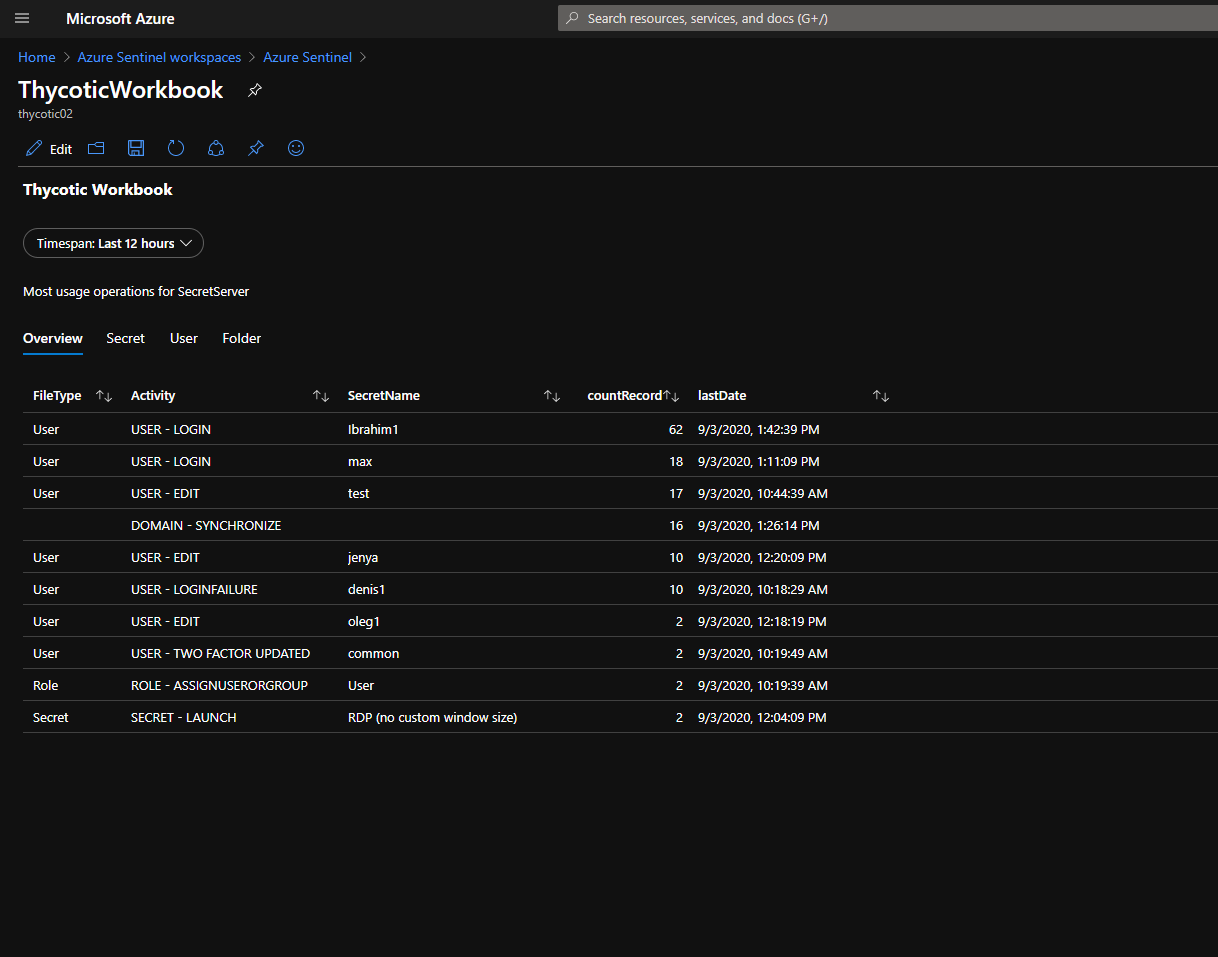 Microsoft Azure
Search resources, services, and docs (G+/)
Home > Azure Sentinel workspaces > Azure Sentinel >
ThycoticWorkbook
thycotic02
Edit
Thycotic Workbook
Timespan: Last 12 hours
Most usage operations for SecretServer
Overview Secret User Folder
FileType Activity SecretName countRecord lastDate
User USER - LOGIN Ibrahim1 62 9/3/2020, 1:42:39 PM
User USER - LOGIN max 18 9/3/2020, 1:11:09 PM
User USER - EDIT test 17 9/3/2020, 10:44:39 AM
DOMAIN - SYNCHRONIZE 16 9/3/2020, 1:26:14 PM
User USER - EDIT jenya 10 9/3/2020, 12:20:09 PM
User USER - LOGINFAILURE denis1 10 9/3/2020, 10:18:29 AM
User USER - EDIT oleg1 2 9/3/2020, 12:18:19 PM
User USER - TWO FACTOR UPDATED common 2 9/3/2020, 10:19:49 AM
Role ROLE - ASSIGNUSERORGROUP User 2 9/3/2020, 10:19:39 AM
Secret SECRET - LAUNCH RDP (no custom window size) 2 9/3/2020, 12:04:09 PM